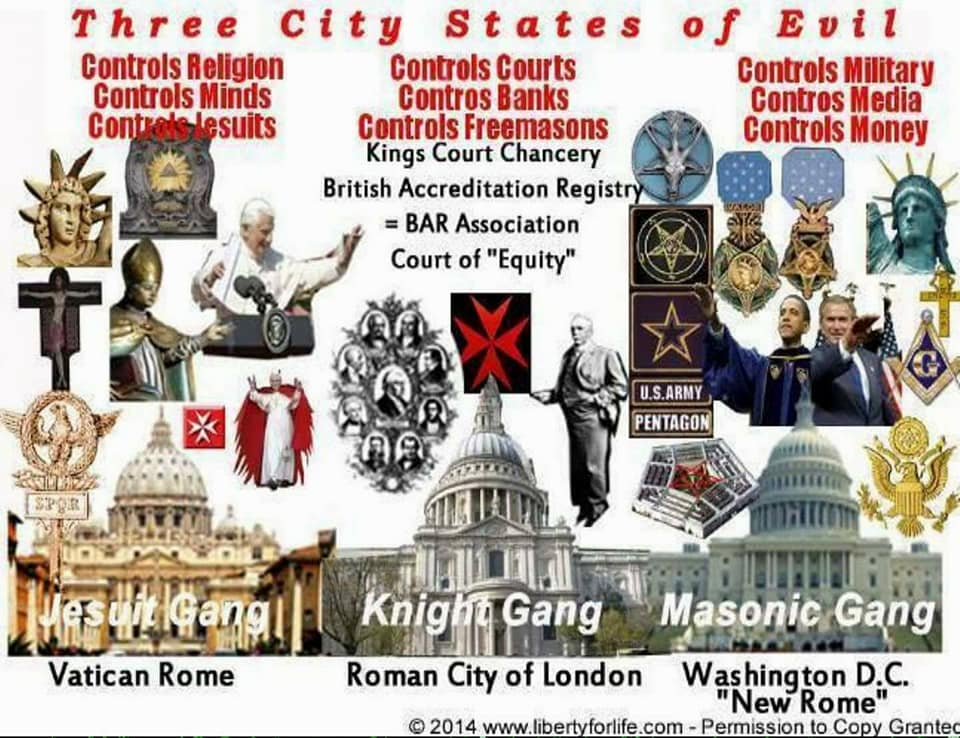 Three City States of Evil
Controls Religion
Controls Minds
Controls Jesuits
Controls Courts
Contros Banks
Controls Freemasons
Kings Court Chancery
British Accreditation Registry
= BAR Association
Court of "Equity"
Controls Military
Contros Media
Controls Money
VALOR
G
U.S.ARMY
PENTAGON
SPQR
Jesuit Gang
Knight Gang
Masonic Gang
Vatican Rome
Roman City of London
Washington D.C.
"New Rome"
© 2014 www.libertyforlife.com - Permission to Copy Granted